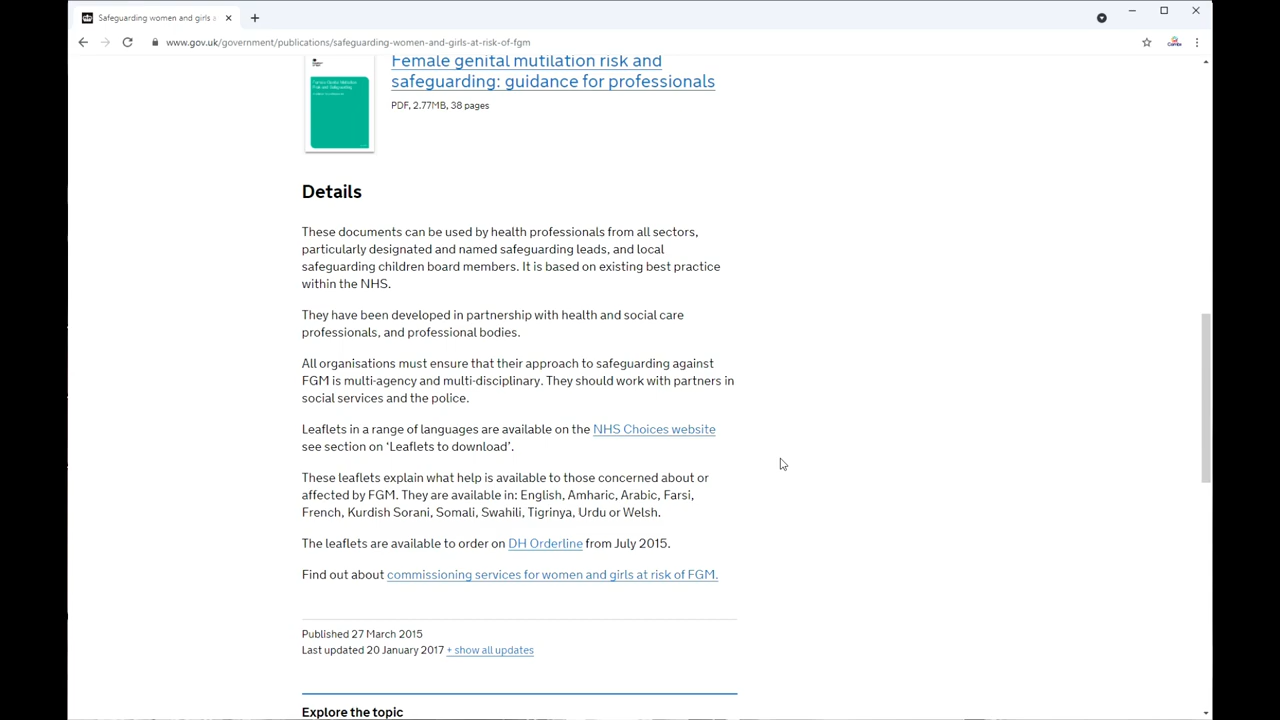 Safeguarding women and girls a
www.gov.uk/government/publications/safeguarding-women-and-girls-at-risk-of-fgm
Female genital mutilation risk and
safeguarding: guidance for professionals
PDF, 2.77MB, 38 pages
Details
These documents can be used by health professionals from all sectors,
particularly designated and named safeguarding leads, and local
safeguarding children board members. It is based on existing best practice
within the NHS.
They have been developed in partnership with health and social care
professionals, and professional bodies.
All organisations must ensure that their approach to safeguarding against
FGM is multi-agency and multi-disciplinary. They should work with partners in
social services and the police.
Leaflets in a range of languages are available on the NHS Choices website
see section on ‘Leaflets to download’.
These leaflets explain what help is available to those concerned about or
affected by FGM. They are available in: English, Amharic, Arabic, Farsi,
French, Kurdish Sorani, Somali, Swahili, Tigrinya, Urdu or Welsh.
The leaflets are available to order on DH Orderline from July 2015.
Find out about commissioning services for women and girls at risk of FGM.
Published 27 March 2015
Last updated 20 January 2017 + show all updates
Explore the topic